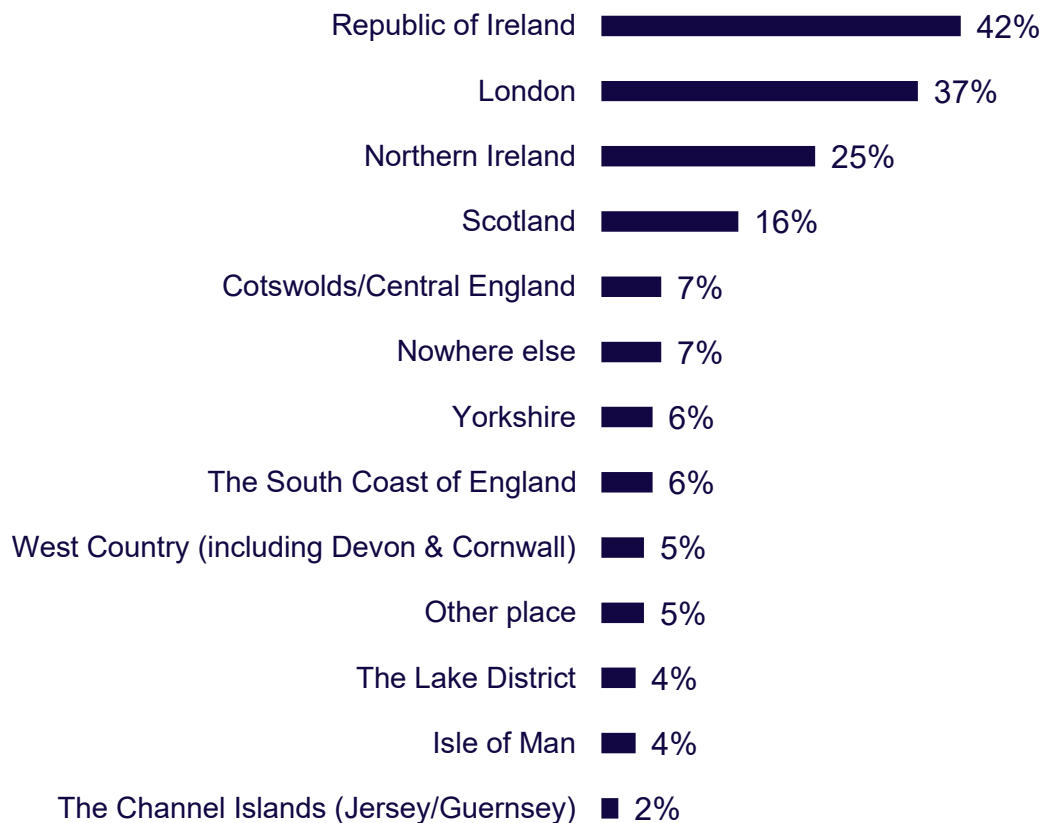 Republic of Ireland 42%
London 37%
Northern Ireland 25%
Scotland 16%
Cotswolds/Central England 7%
Nowhere else 7%
Yorkshire 6%
The South Coast of England 6%
West Country (including Devon & Cornwall) 5%
Other place 5%
The Lake District 4%
Isle of Man 4%
The Channel Islands (Jersey/Guernsey) 2%